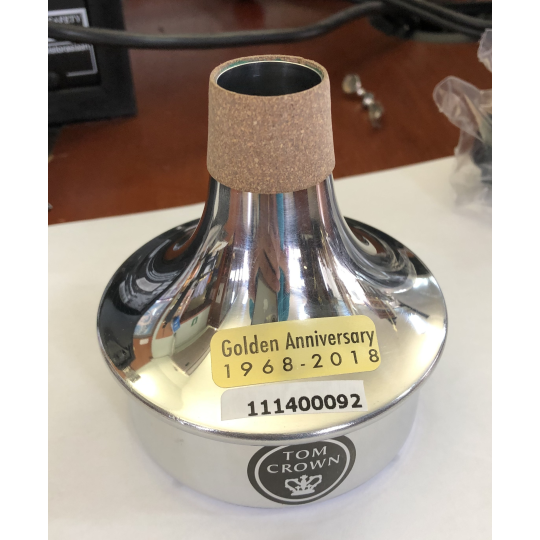 Golden Anniversary
1968-2018
111400092
TOM
CROWN